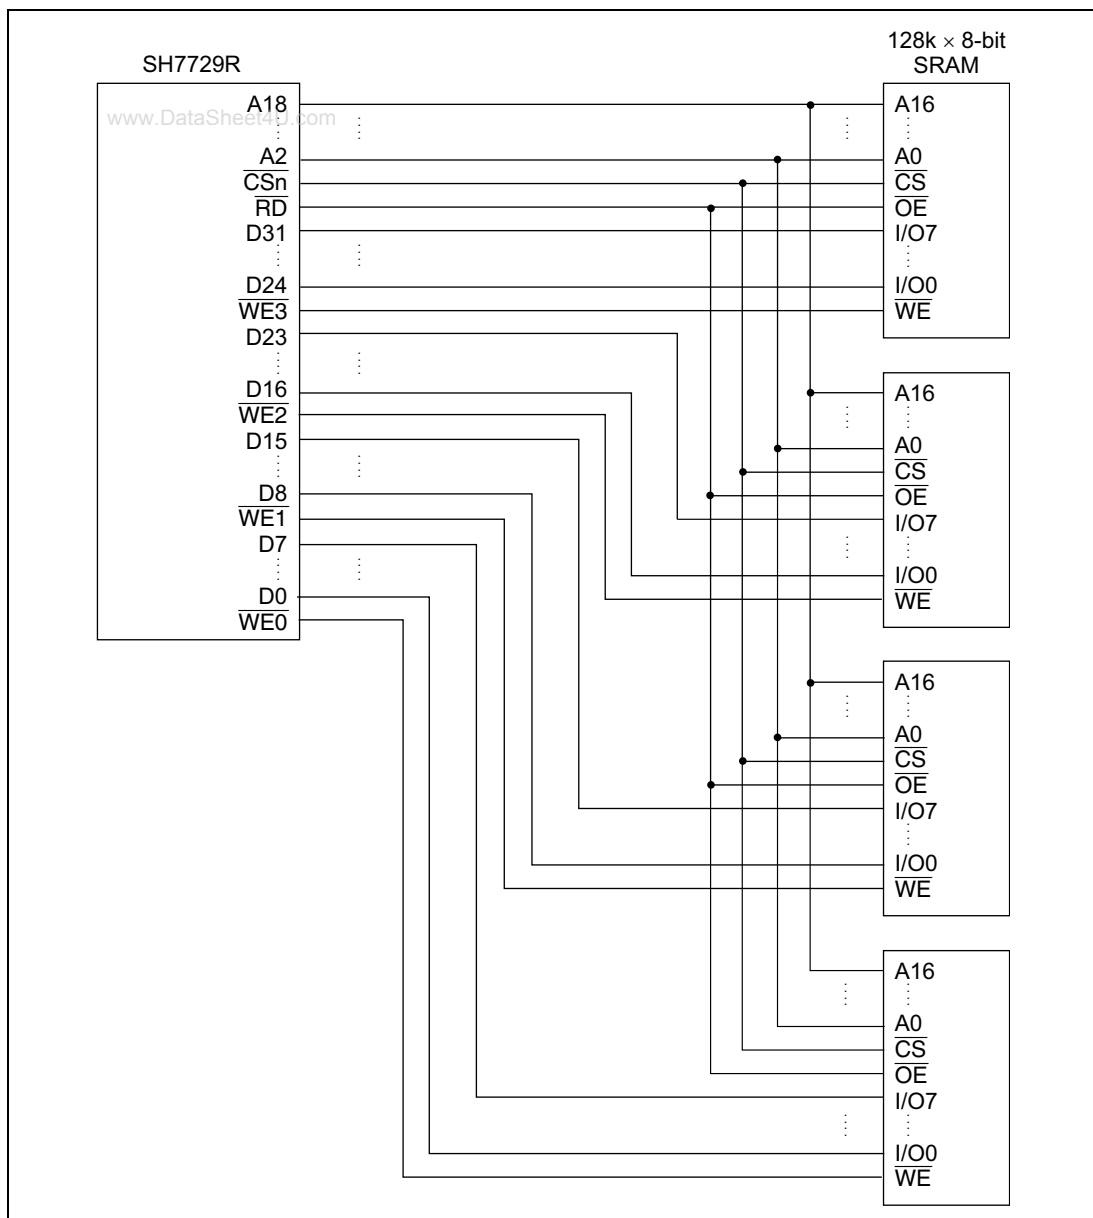 SH7729R
128k × 8-bit
SRAM
www.DataSheet4U.com
A18
A2
CSn
RD
D31
D24
WE3
D23
D16
WE2
D15
D8
WE1
D7
D0
WE0
A16
A0
CS
OE
I/O7
I/O0
WE
A16
A0
CS
OE
I/O7
I/O0
WE
A16
A0
CS
OE
I/O7
I/O0
WE
A16
A0
CS
OE
I/O7
I/O0
WE